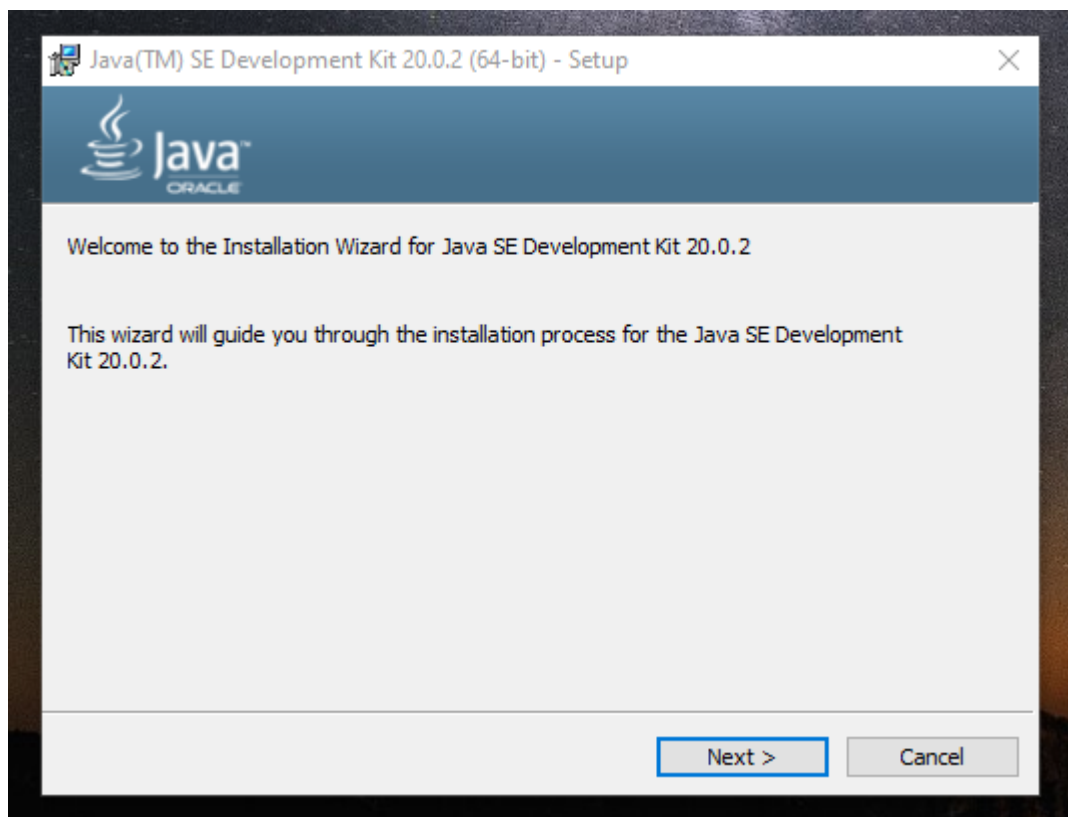 Java(TM) SE Development Kit 20.0.2 (64-bit) - Setup
Java™
ORACLE
Welcome to the Installation Wizard for Java SE Development Kit 20.0.2
This wizard will guide you through the installation process for the Java SE Development
Kit 20.0.2.
Next > Cancel